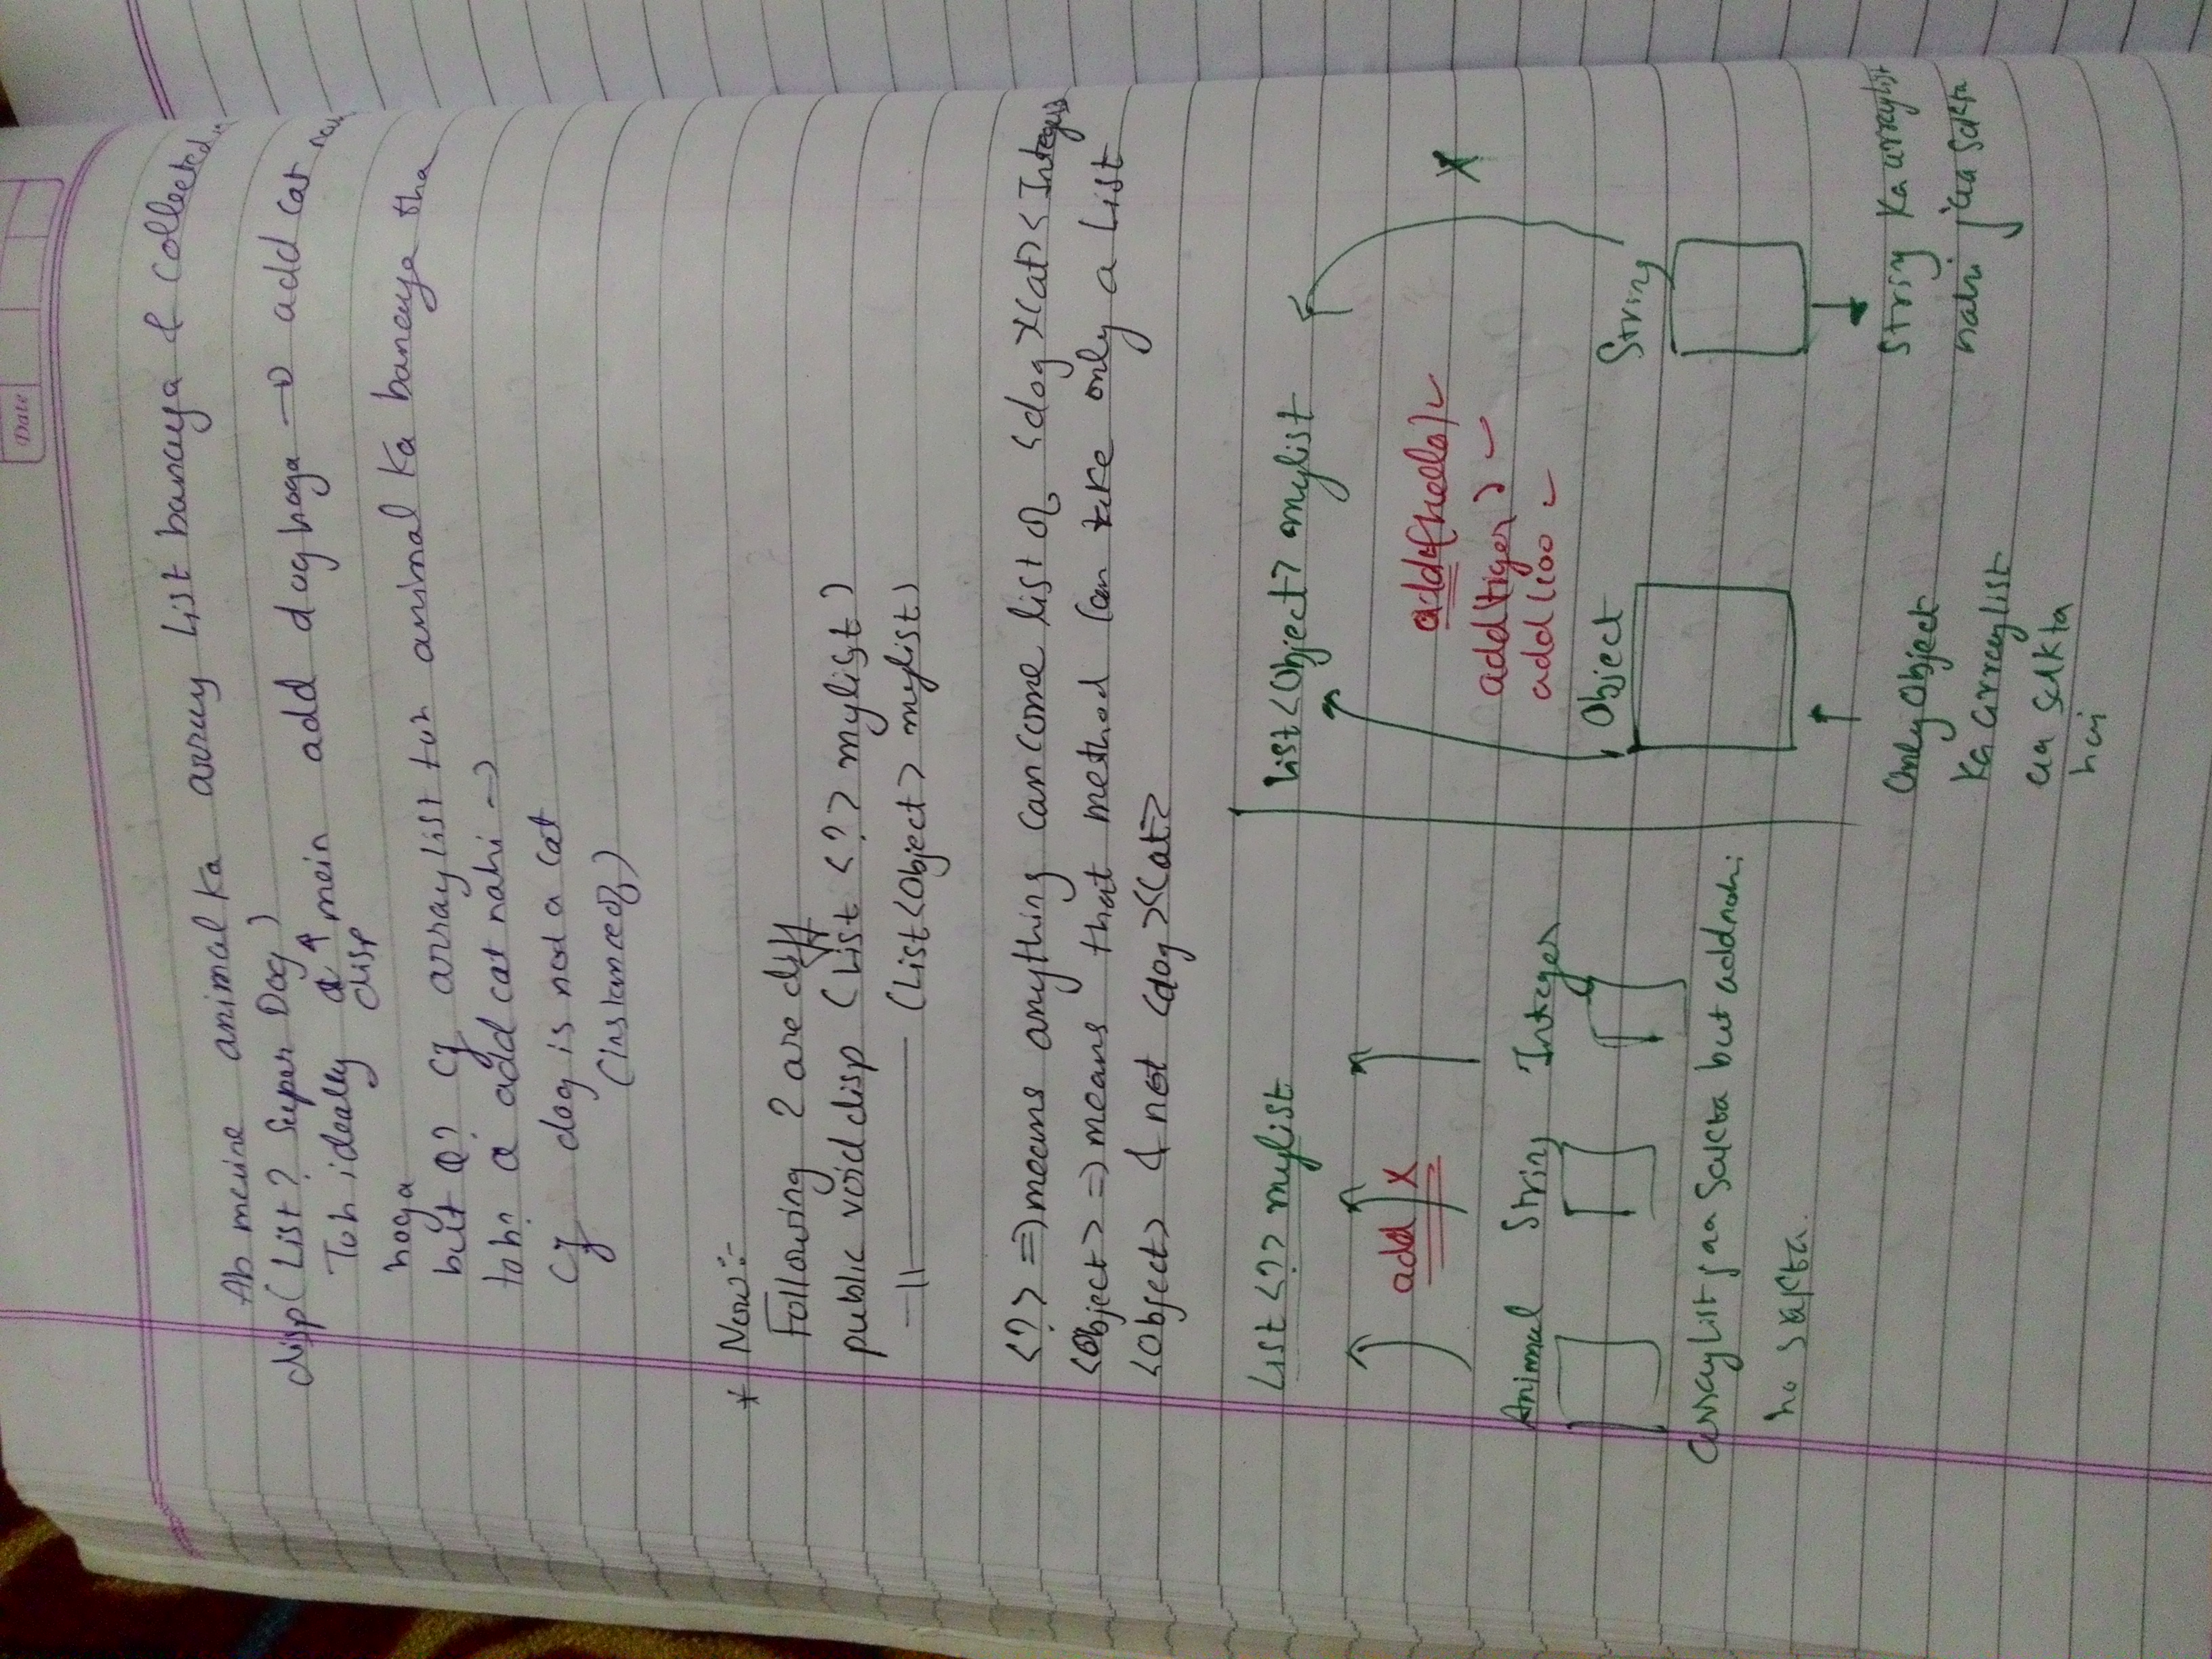 Date
Ab meine animal ka array list banaya & collected
disp( List ? Super Dog )
Toh ideally ↑ mein add dog hoga → add cat
disp
hoga
but Q? cz arraylist toh animal ka banaya tha
toh? add cat nahi →
cz dog is not a cat
(instanceof)
* Now:-
Following 2 are diff
public void disp (List <?> mylist)
—||— (List<Object> mylist)
<?> => means anything can come list of <dog><Cat><Integer>
<Object> => means that method can take only a List
<Object> & not <dog><Cat>
List <?> mylist
add x
Animal String Integer
arraylist jaa sakta but add nahi
ho sakta.
List<Object> mylist
add(hello) ✓
add(tiger) ✓
add(100 ✓
X
Object
String
Only Object
ka arraylist
aa sakta
hai
String ka arraylist
nahi jaa sakta